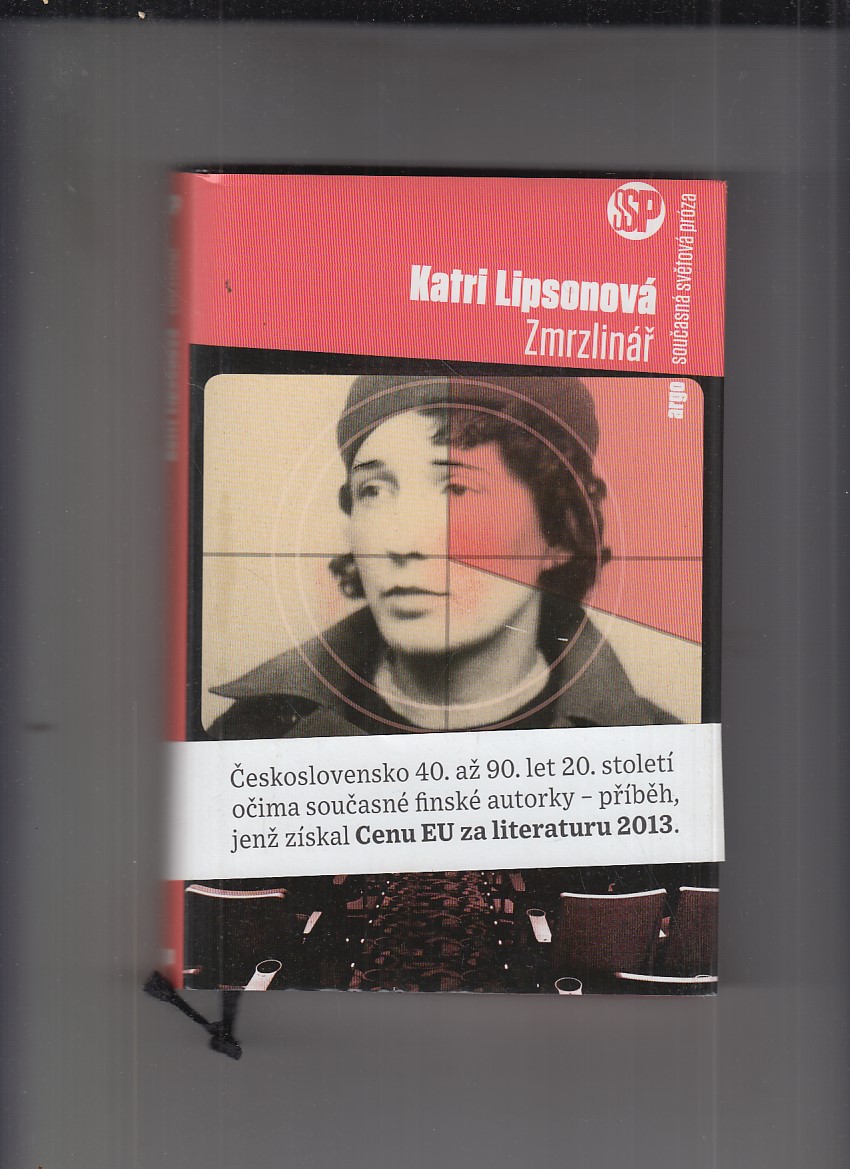 SSP
současná světová próza
argo
Katri Lipsonová
Zmrzlinář
Československo 40. až 90. let 20. století
očima současné finské autorky – příběh,
jenž získal Cenu EU za literaturu 2013.